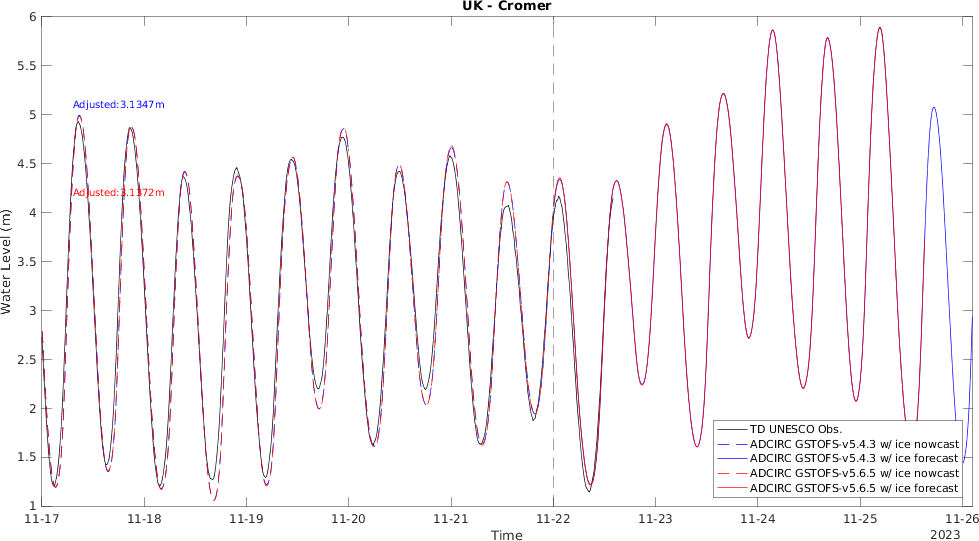 UK - Cromer
6
5.5
5
4.5
4
3.5
3
2.5
2
1.5
1
Water Level (m)
Adjusted:3.1347m
Adjusted:3.1372m
TD UNESCO Obs.
ADCIRC GSTOFS-v5.4.3 w/ ice nowcast
ADCIRC GSTOFS-v5.4.3 w/ ice forecast
ADCIRC GSTOFS-v5.6.5 w/ ice nowcast
ADCIRC GSTOFS-v5.6.5 w/ ice forecast
11-17 11-18 11-19 11-20 11-21 11-22 11-23 11-24 11-25 11-26
Time
2023